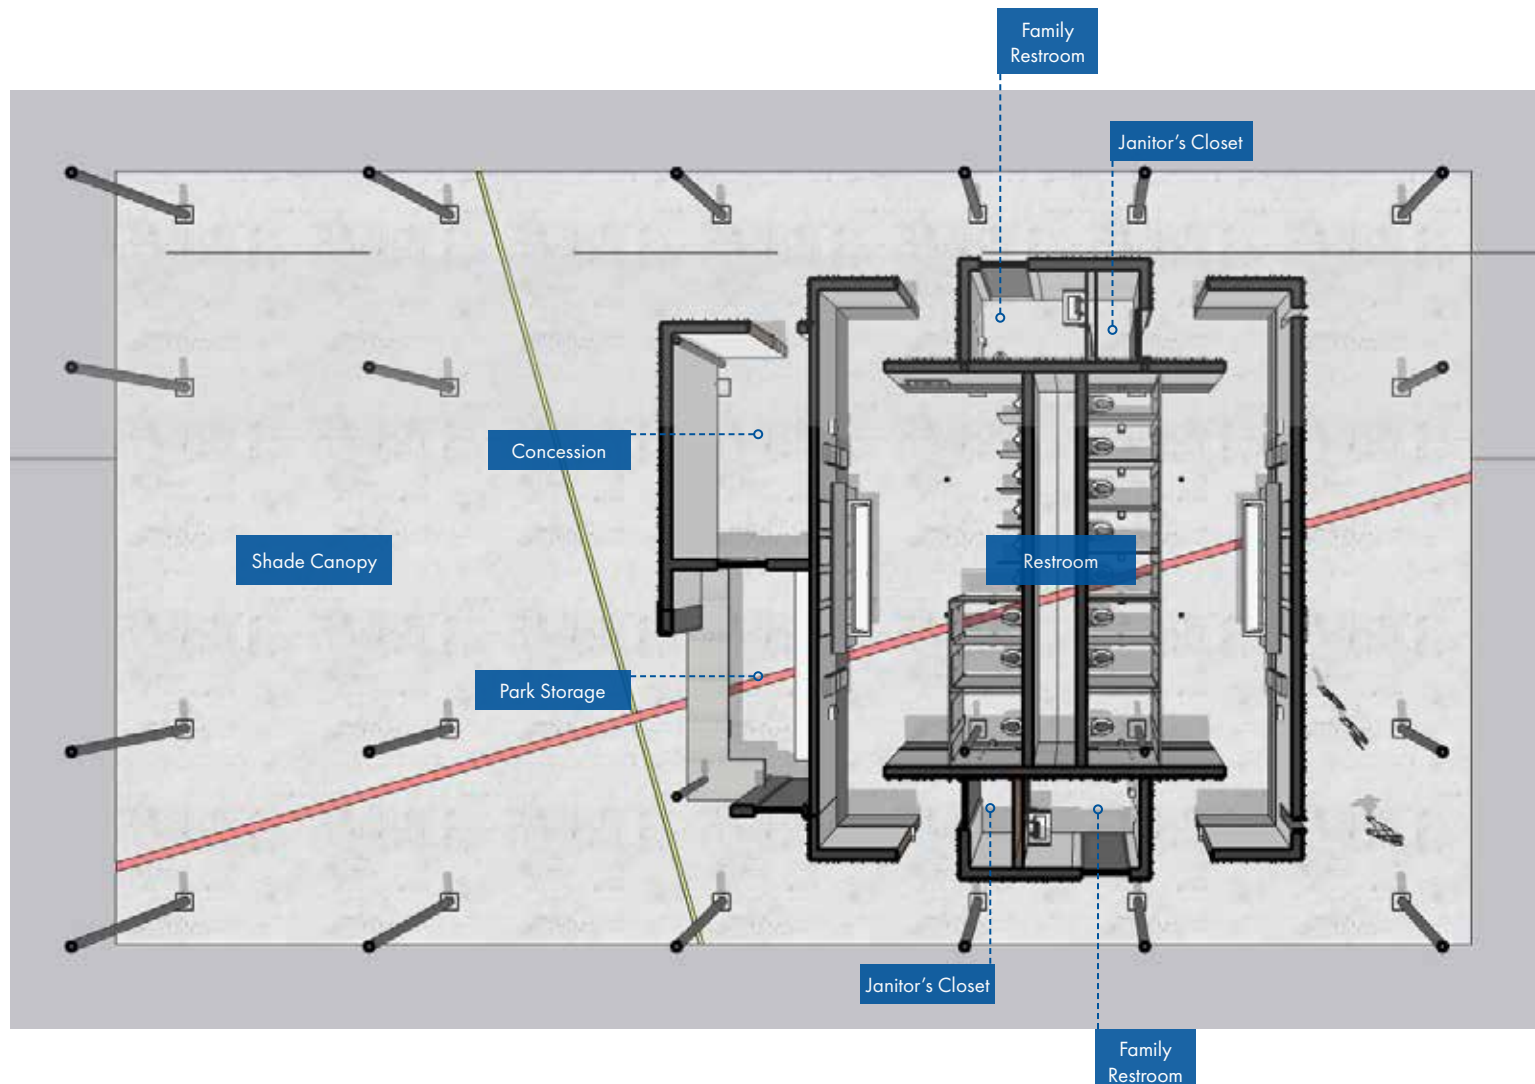 Family
Restroom
Janitor's Closet
Concession
Shade Canopy
Restroom
Park Storage
Janitor's Closet
Family
Restroom